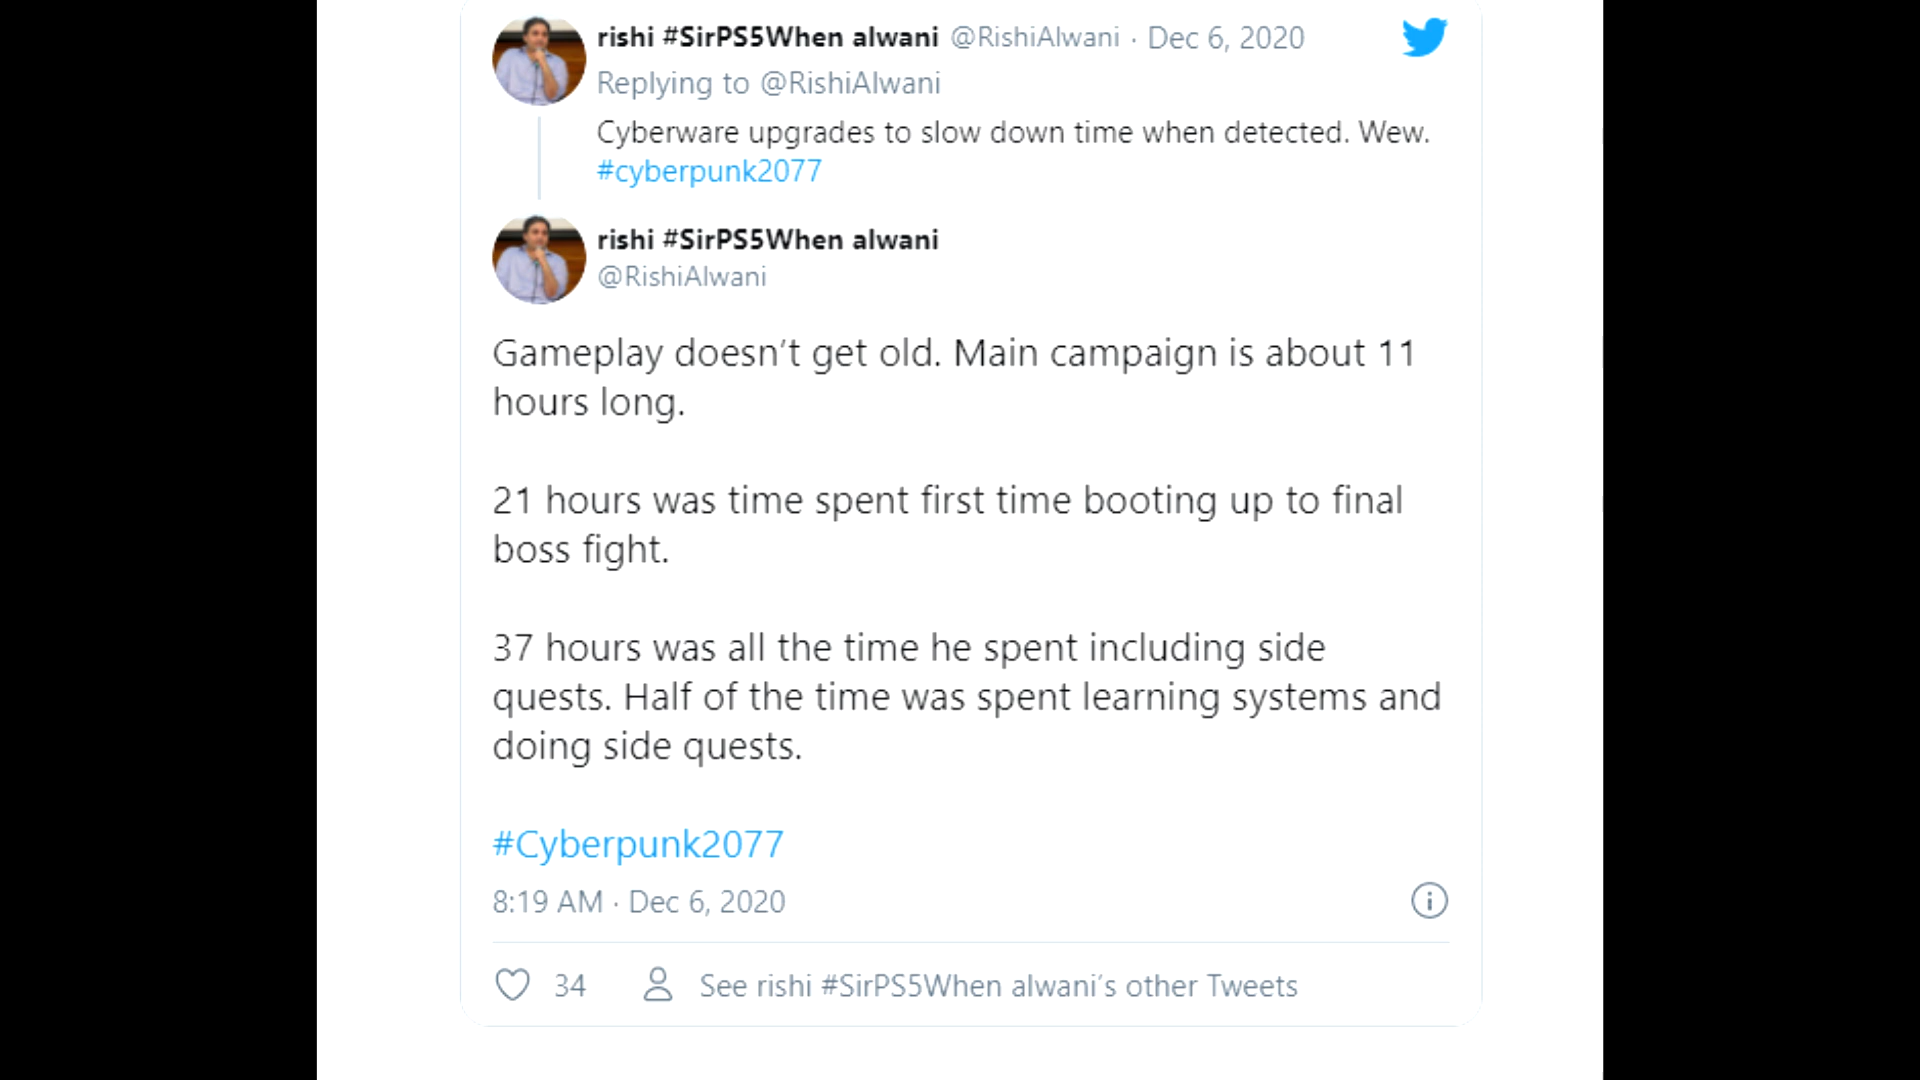 rishi #SirPS5When alwani @RishiAlwani · Dec 6, 2020
Replying to @RishiAlwani
Cyberware upgrades to slow down time when detected. Wew.
#cyberpunk2077
rishi #SirPS5When alwani
@RishiAlwani
Gameplay doesn’t get old. Main campaign is about 11
hours long.
21 hours was time spent first time booting up to final
boss fight.
37 hours was all the time he spent including side
quests. Half of the time was spent learning systems and
doing side quests.
#Cyberpunk2077
8:19 AM · Dec 6, 2020
34
See rishi #SirPS5When alwani’s other Tweets